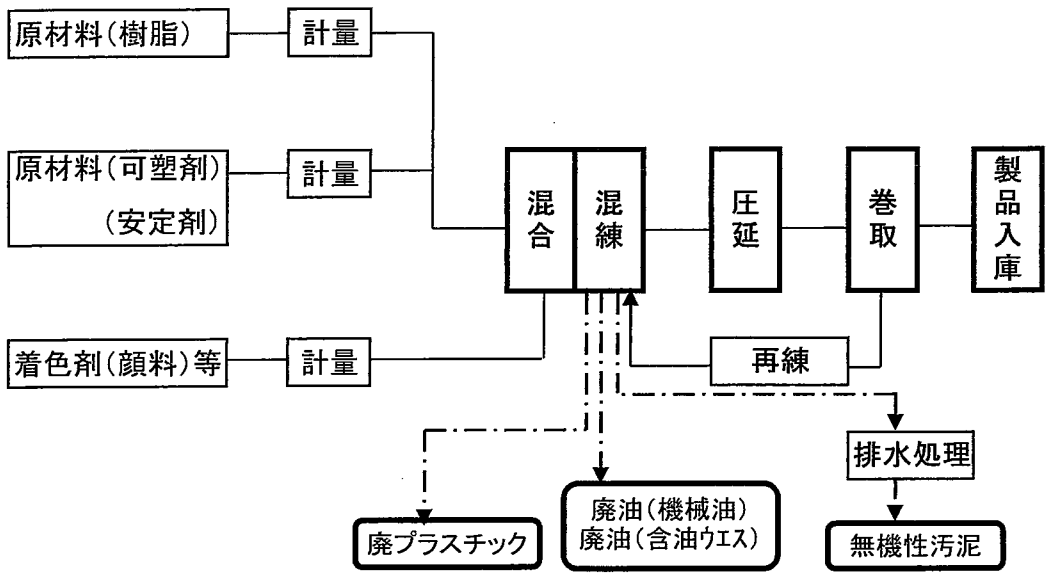 原材料(樹脂)
計量
原材料(可塑剤)
(安定剤)
計量
着色剤(顔料)等
計量
混合
混練
圧延
巻取
製品入庫
再練
排水処理
廃プラスチック
廃油(機械油)
廃油(含油ウエス)
無機性汚泥